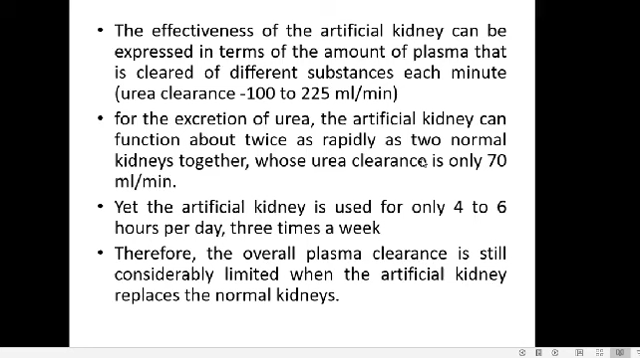 • The effectiveness of the artificial kidney can be
expressed in terms of the amount of plasma that
is cleared of different substances each minute
(urea clearance -100 to 225 ml/min)
• for the excretion of urea, the artificial kidney can
function about twice as rapidly as two normal
kidneys together, whose urea clearance is only 70
ml/min.
• Yet the artificial kidney is used for only 4 to 6
hours per day, three times a week
• Therefore, the overall plasma clearance is still
considerably limited when the artificial kidney
replaces the normal kidneys.